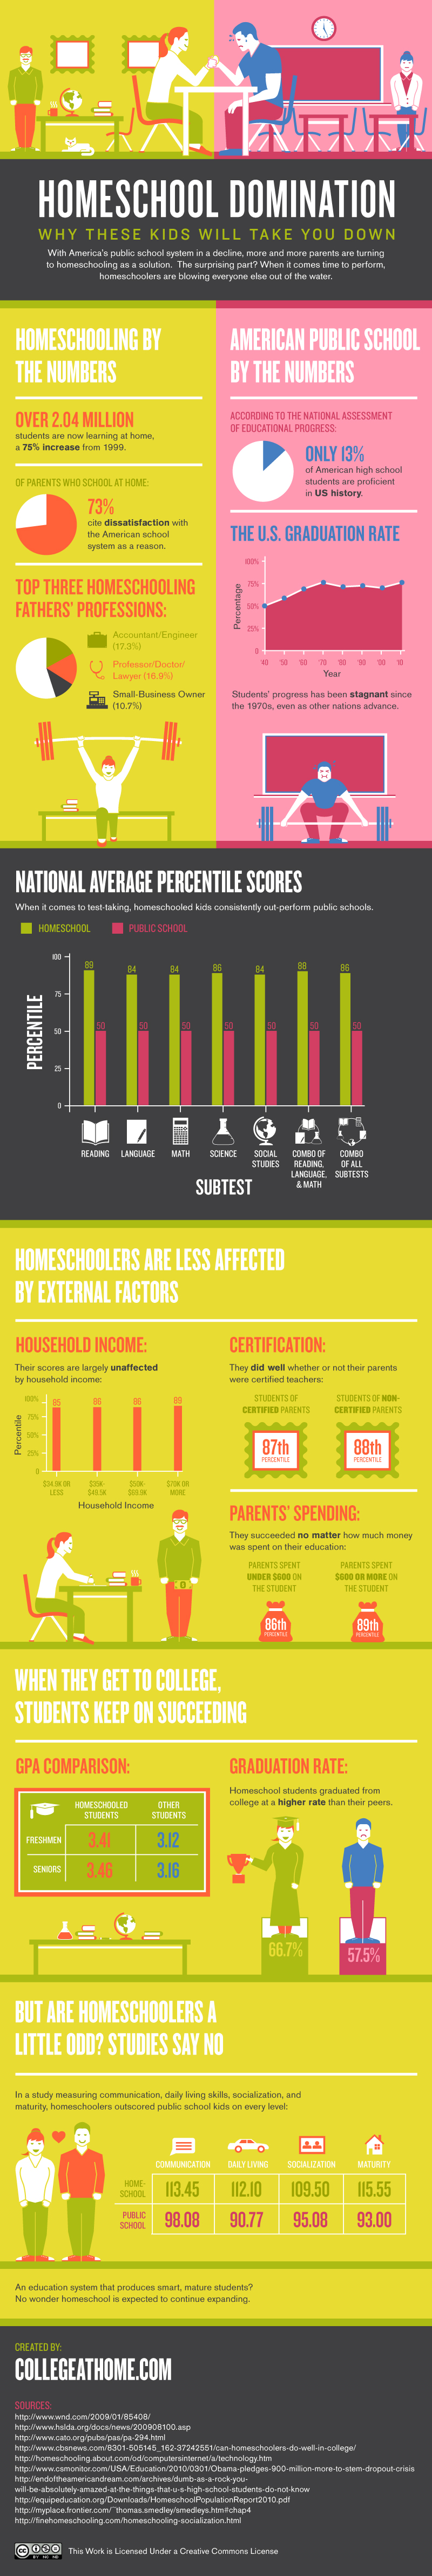 HOMESCHOOL DOMINATION
WHY THESE KIDS WILL TAKE YOU DOWN
With America's public school system in a decline, more and more parents are turning
to homeschooling as a solution. The surprising part? When it comes time to perform,
homeschoolers are blowing everyone else out of the water.
HOMESCHOOLING BY
THE NUMBERS
OVER 2.04 MILLION
students are now learning at home,
a 75% increase from 1999.
OF PARENTS WHO SCHOOL AT HOME:
73%
cite dissatisfaction with
the American school
system as a reason.
TOP THREE HOMESCHOOLING
FATHERS' PROFESSIONS:
Accountant/Engineer
(17.3%)
Professor/Doctor/
Lawyer (16.9%)
Small-Business Owner
(10.7%)
AMERICAN PUBLIC SCHOOL
BY THE NUMBERS
ACCORDING TO THE NATIONAL ASSESSMENT
OF EDUCATIONAL PROGRESS:
ONLY 13%
of American high school
students are proficient
in US history.
THE U.S. GRADUATION RATE
100%
75%
50%
25%
0
Percentage
'40 '50 '60 '70 '80 '90 '00 '10
Year
Students' progress has been stagnant since
the 1970s, even as other nations advance.
NATIONAL AVERAGE PERCENTILE SCORES
When it comes to test-taking, homeschooled kids consistently out-perform public schools.
HOMESCHOOL PUBLIC SCHOOL
100
75
50
25
0
PERCENTILE
89 50 84 50 84 50 86 50 84 50 88 50 86 50
READING
LANGUAGE
MATH
SCIENCE
SOCIAL
STUDIES
COMBO OF
READING,
LANGUAGE,
& MATH
COMBO
OF ALL
SUBTESTS
SUBTEST
HOMESCHOOLERS ARE LESS AFFECTED
BY EXTERNAL FACTORS
HOUSEHOLD INCOME:
Their scores are largely unaffected
by household income:
100%
75%
50%
25%
0
Percentile
85 86 86 89
$34.9K OR
LESS
$35K-
$49.5K
$50K-
$69.9K
$70K OR
MORE
Household Income
CERTIFICATION:
They did well whether or not their parents
were certified teachers:
STUDENTS OF
CERTIFIED PARENTS
87th
PERCENTILE
STUDENTS OF NON-
CERTIFIED PARENTS
88th
PERCENTILE
PARENTS' SPENDING:
They succeeded no matter how much money
was spent on their education:
PARENTS SPENT
UNDER $600 ON
THE STUDENT
86th
PERCENTILE
PARENTS SPENT
$600 OR MORE ON
THE STUDENT
89th
PERCENTILE
WHEN THEY GET TO COLLEGE,
STUDENTS KEEP ON SUCCEEDING
GPA COMPARISON:
HOMESCHOOLED
STUDENTS
OTHER
STUDENTS
FRESHMEN 3.41 3.12
SENIORS 3.46 3.16
GRADUATION RATE:
Homeschool students graduated from
college at a higher rate than their peers.
66.7%
57.5%
BUT ARE HOMESCHOOLERS A
LITTLE ODD? STUDIES SAY NO
In a study measuring communication, daily living skills, socialization, and
maturity, homeschoolers outscored public school kids on every level:
COMMUNICATION DAILY LIVING SOCIALIZATION MATURITY
HOME-
SCHOOL
113.45 112.10 109.50 115.55
PUBLIC
SCHOOL
98.08 90.77 95.08 93.00
An education system that produces smart, mature students?
No wonder homeschool is expected to continue expanding.
CREATED BY:
COLLEGEATHOME.COM
SOURCES:
http://www.wnd.com/2009/01/85408/
http://www.hslda.org/docs/news/200908100.asp
http://www.cato.org/pubs/pas/pa-294.html
http://www.cbsnews.com/8301-505145_162-37242551/can-homeschoolers-do-well-in-college/
http://homeschooling.about.com/od/computersinternet/a/technology.htm
http://www.csmonitor.com/USA/Education/2010/0301/Obama-pledges-900-million-more-to-stem-dropout-crisis
http://endoftheamericandream.com/archives/dumb-as-a-rock-you-
will-be-absolutely-amazed-at-the-things-that-u-s-high-school-students-do-not-know
http://equipeducation.org/Downloads/HomeschoolPopulationReport2010.pdf
http://myplace.frontier.com/~thomas.smedley/smedleys.htm#chap4
http://finehomeschooling.com/homeschooling-socialization.html
This Work is Licensed Under a Creative Commons License